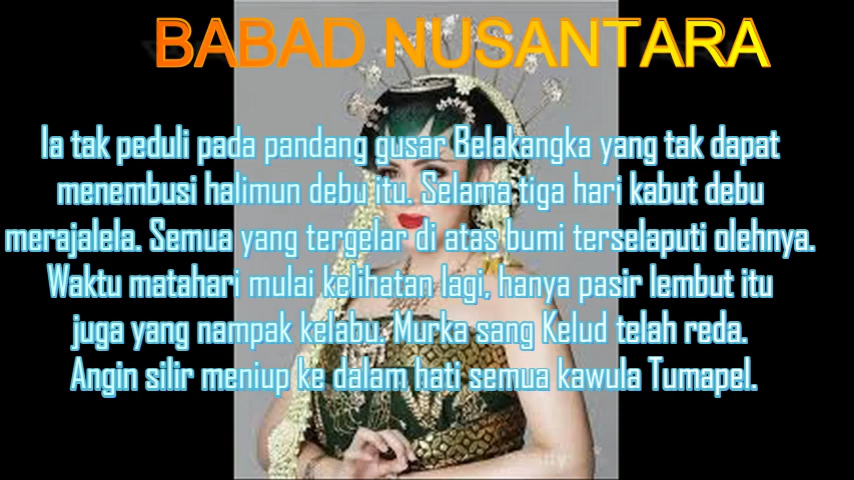 BABAD NUSANTARA
Ia tak peduli pada pandang gusar Belakangka yang tak dapat
menembusi halimun debu itu. Selama tiga hari kabut debu
merajalela. Semua yang tergelar di atas bumi terselaputi olehnya.
Waktu matahari mulai kelihatan lagi, hanya pasir lembut itu
juga yang nampak kelabu. Murka sang Kelud telah reda.
Angin silir meniup ke dalam hati semua kawula Tumapel.